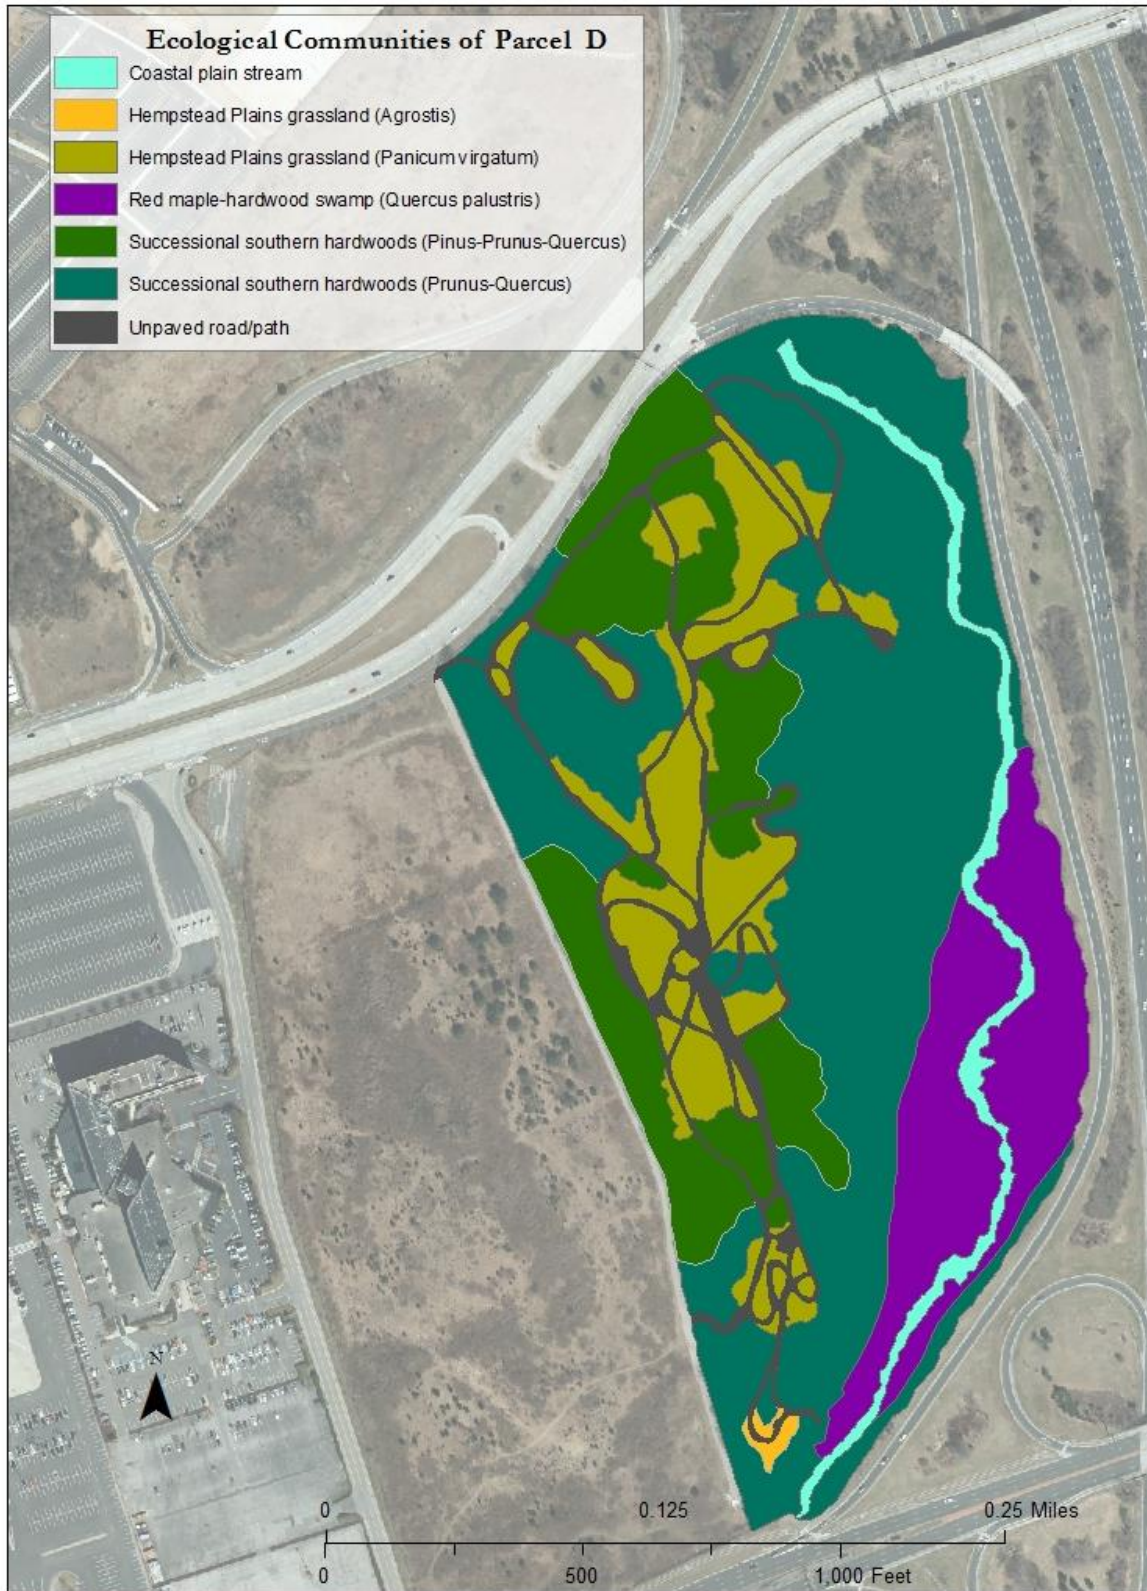 Ecological Communities of Parcel D
Coastal plain stream
Hempstead Plains grassland (Agrostis)
Hempstead Plains grassland (Panicum virgatum)
Red maple-hardwood swamp (Quercus palustris)
Successional southern hardwoods (Pinus-Prunus-Quercus)
Successional southern hardwoods (Prunus-Quercus)
Unpaved road/path
N
0 0.125 0.25 Miles
0 500 1,000 Feet